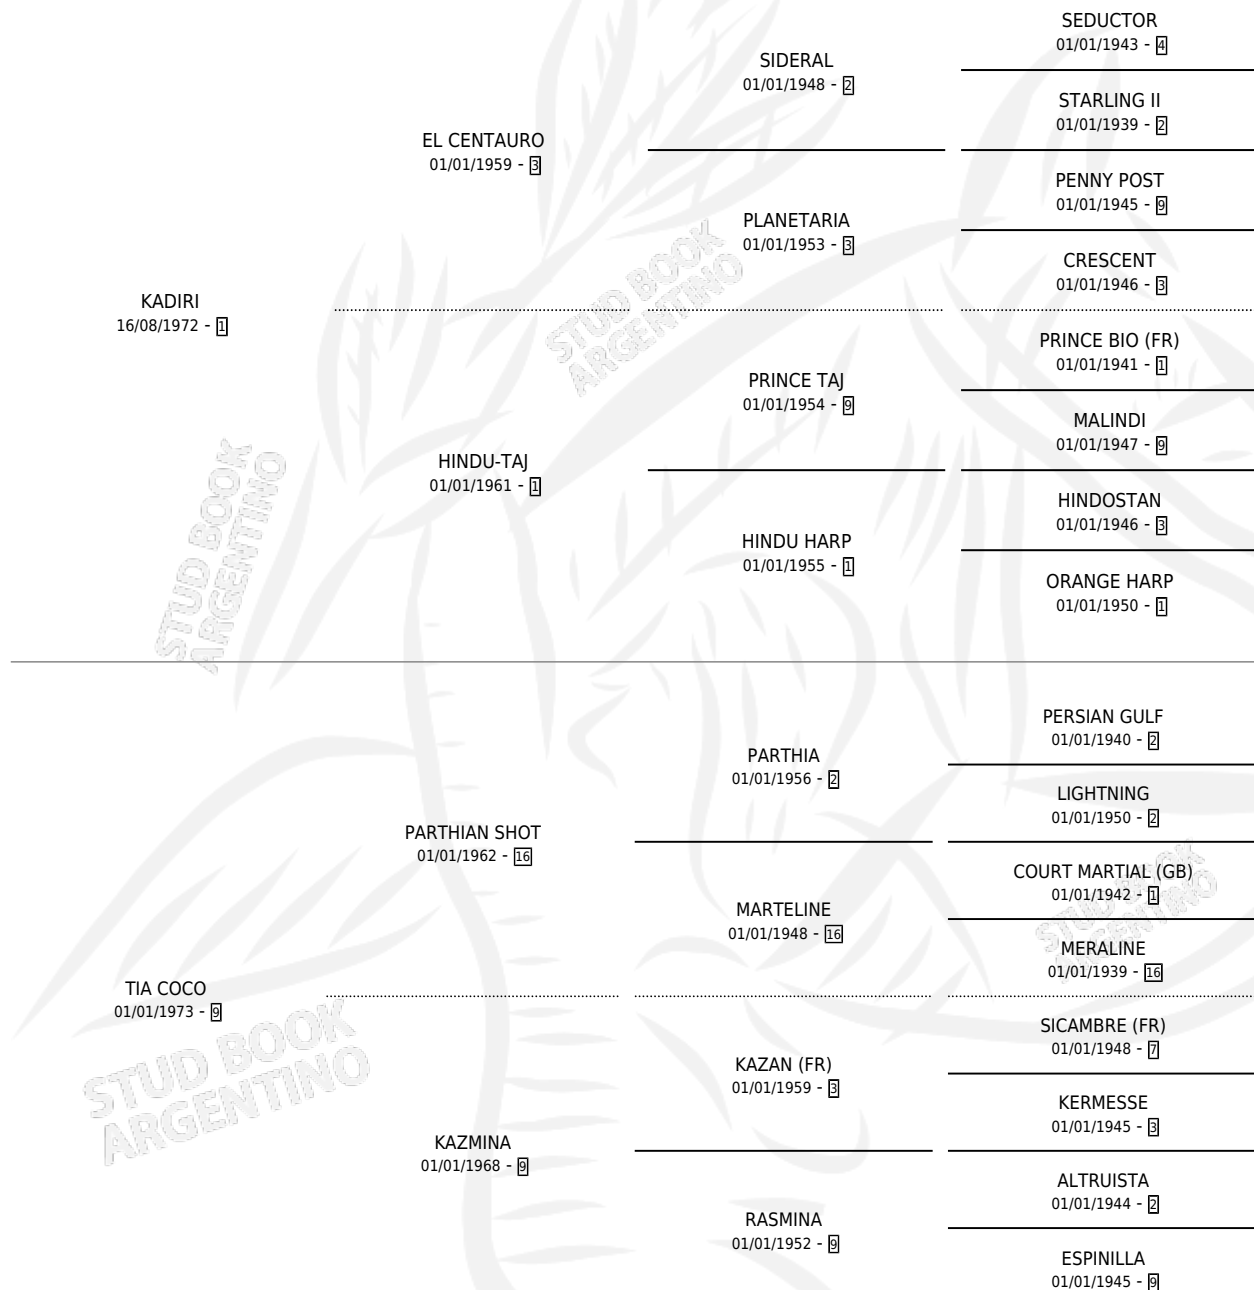 KADIRI
16/08/1972 - 1
EL CENTAURO
01/01/1959 - 3
SIDERAL
01/01/1948 - 2
SEDUCTOR
01/01/1943 - 4
STARLING II
01/01/1939 - 2
PLANETARIA
01/01/1953 - 3
PENNY POST
01/01/1945 - 9
CRESCENT
01/01/1946 - 3
HINDU-TAJ
01/01/1961 - 1
PRINCE TAJ
01/01/1954 - 9
PRINCE BIO (FR)
01/01/1941 - 1
MALINDI
01/01/1947 - 9
HINDU HARP
01/01/1955 - 1
HINDOSTAN
01/01/1946 - 3
ORANGE HARP
01/01/1950 - 1
TIA COCO
01/01/1973 - 9
PARTHIAN SHOT
01/01/1962 - 16
PARTHIA
01/01/1956 - 2
PERSIAN GULF
01/01/1940 - 2
LIGHTNING
01/01/1950 - 2
MARTELINE
01/01/1948 - 16
COURT MARTIAL (GB)
01/01/1942 - 1
MERALINE
01/01/1939 - 16
KAZMINA
01/01/1968 - 9
KAZAN (FR)
01/01/1959 - 3
SICAMBRE (FR)
01/01/1948 - 7
KERMESSE
01/01/1945 - 3
RASMINA
01/01/1952 - 9
ALTRUISTA
01/01/1944 - 2
ESPINILLA
01/01/1945 - 9
STUD BOOK
ARGENTINO
STUD BOOK
ARGENTINO
STUD BOOK
ARGENTINO
STUD BOOK
ARGENTINO